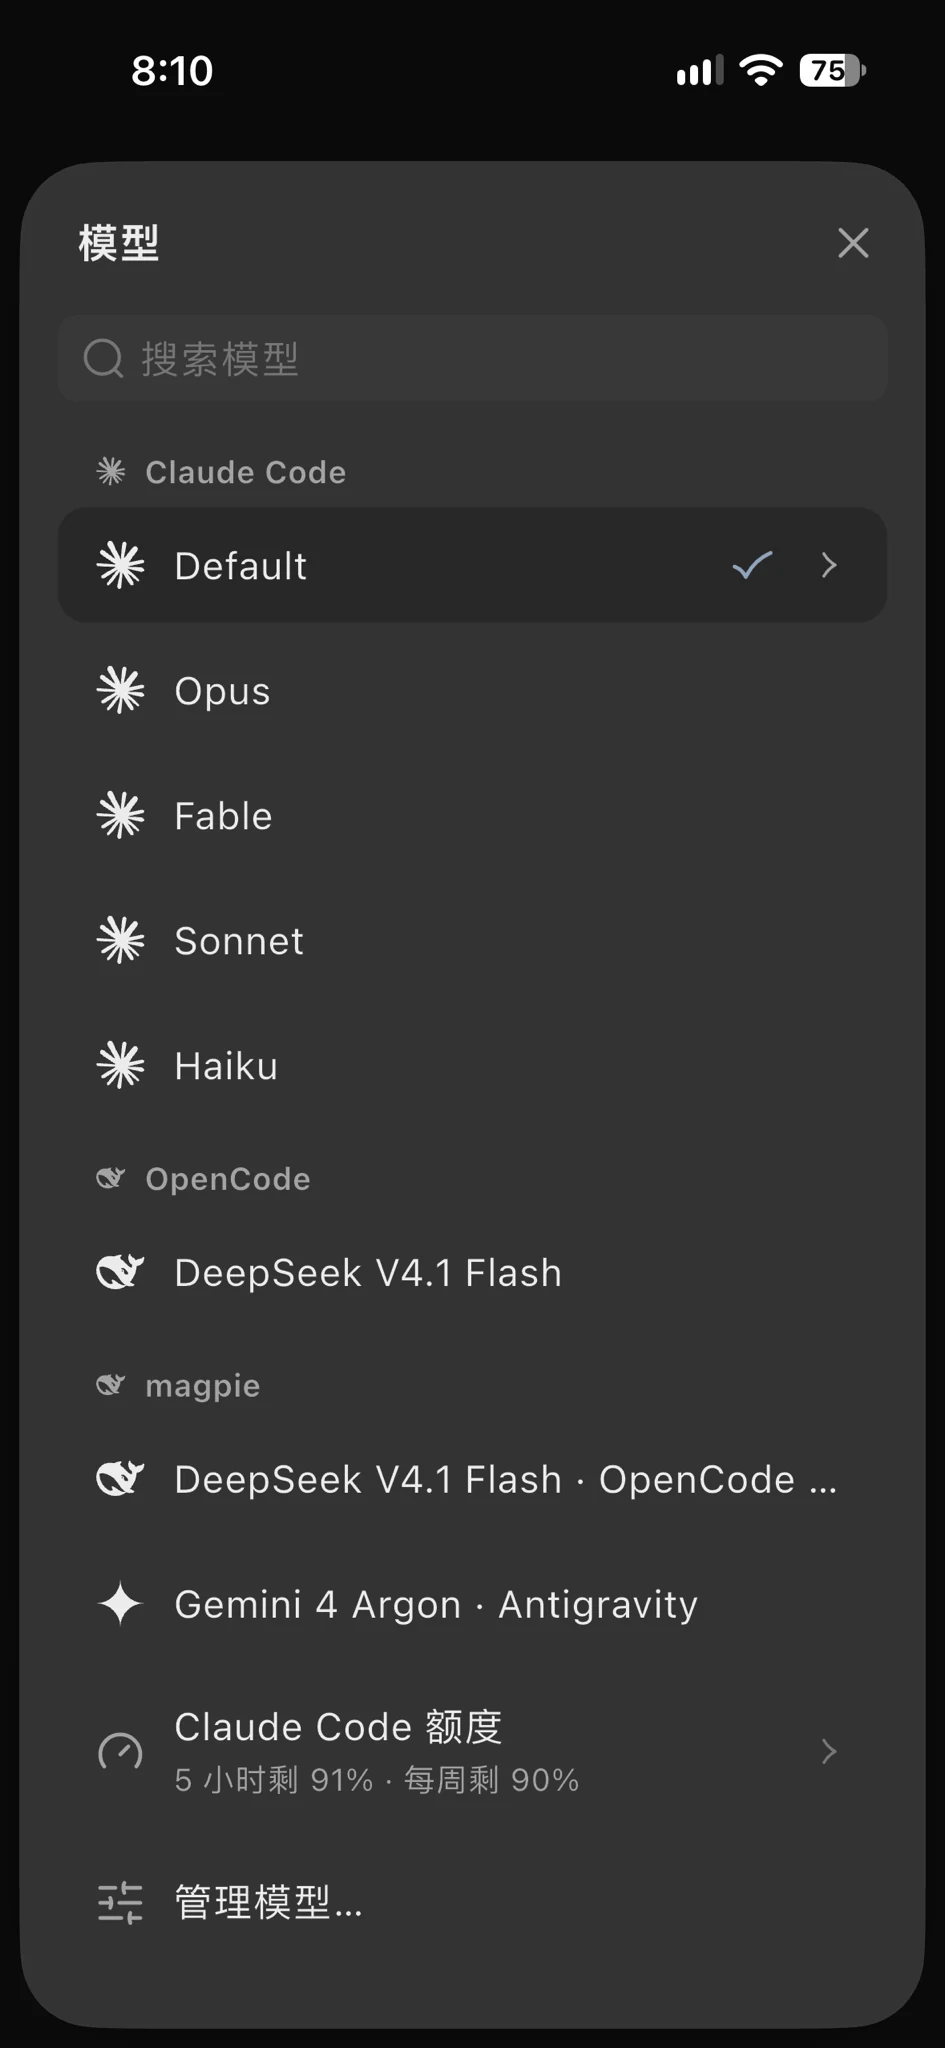 8:10
75
模型
搜索模型
Claude Code
Default
Opus
Fable
Sonnet
Haiku
OpenCode
DeepSeek V4.1 Flash
magpie
DeepSeek V4.1 Flash · OpenCode ...
Gemini 4 Argon · Antigravity
Claude Code 额度
5 小时剩 91% · 每周剩 90%
管理模型...